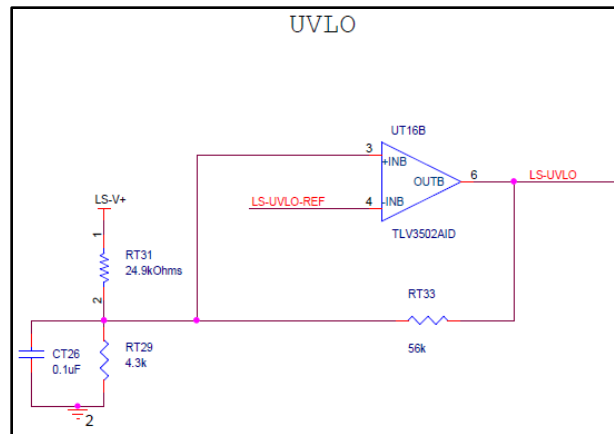 UVLO
UT16B
3
+INB
OUTB
6
LS-UVLO
LS-UVLO-REF
4
-INB
TLV3502AID
LS-V+
1
RT31
24.9kOhms
2
RT33
56k
CT26
0.1uF
RT29
4.3k
2